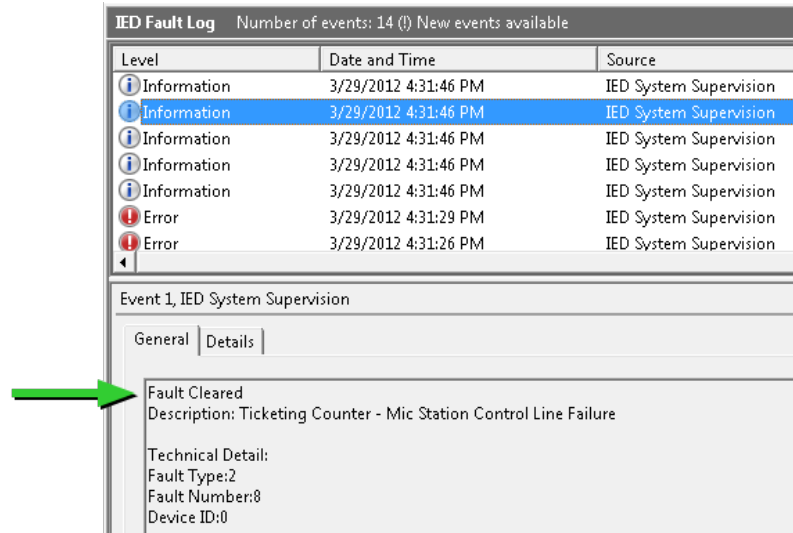 IED Fault Log Number of events: 14 (!) New events available
Level Date and Time Source
Information 3/29/2012 4:31:46 PM IED System Supervision
Information 3/29/2012 4:31:46 PM IED System Supervision
Information 3/29/2012 4:31:46 PM IED System Supervision
Information 3/29/2012 4:31:46 PM IED System Supervision
Information 3/29/2012 4:31:46 PM IED System Supervision
Error 3/29/2012 4:31:29 PM IED System Supervision
Error 3/29/2012 4:31:26 PM IED System Supervision
Event 1, IED System Supervision
General Details
Fault Cleared
Description: Ticketing Counter - Mic Station Control Line Failure
Technical Detail:
Fault Type:2
Fault Number:8
Device ID:0